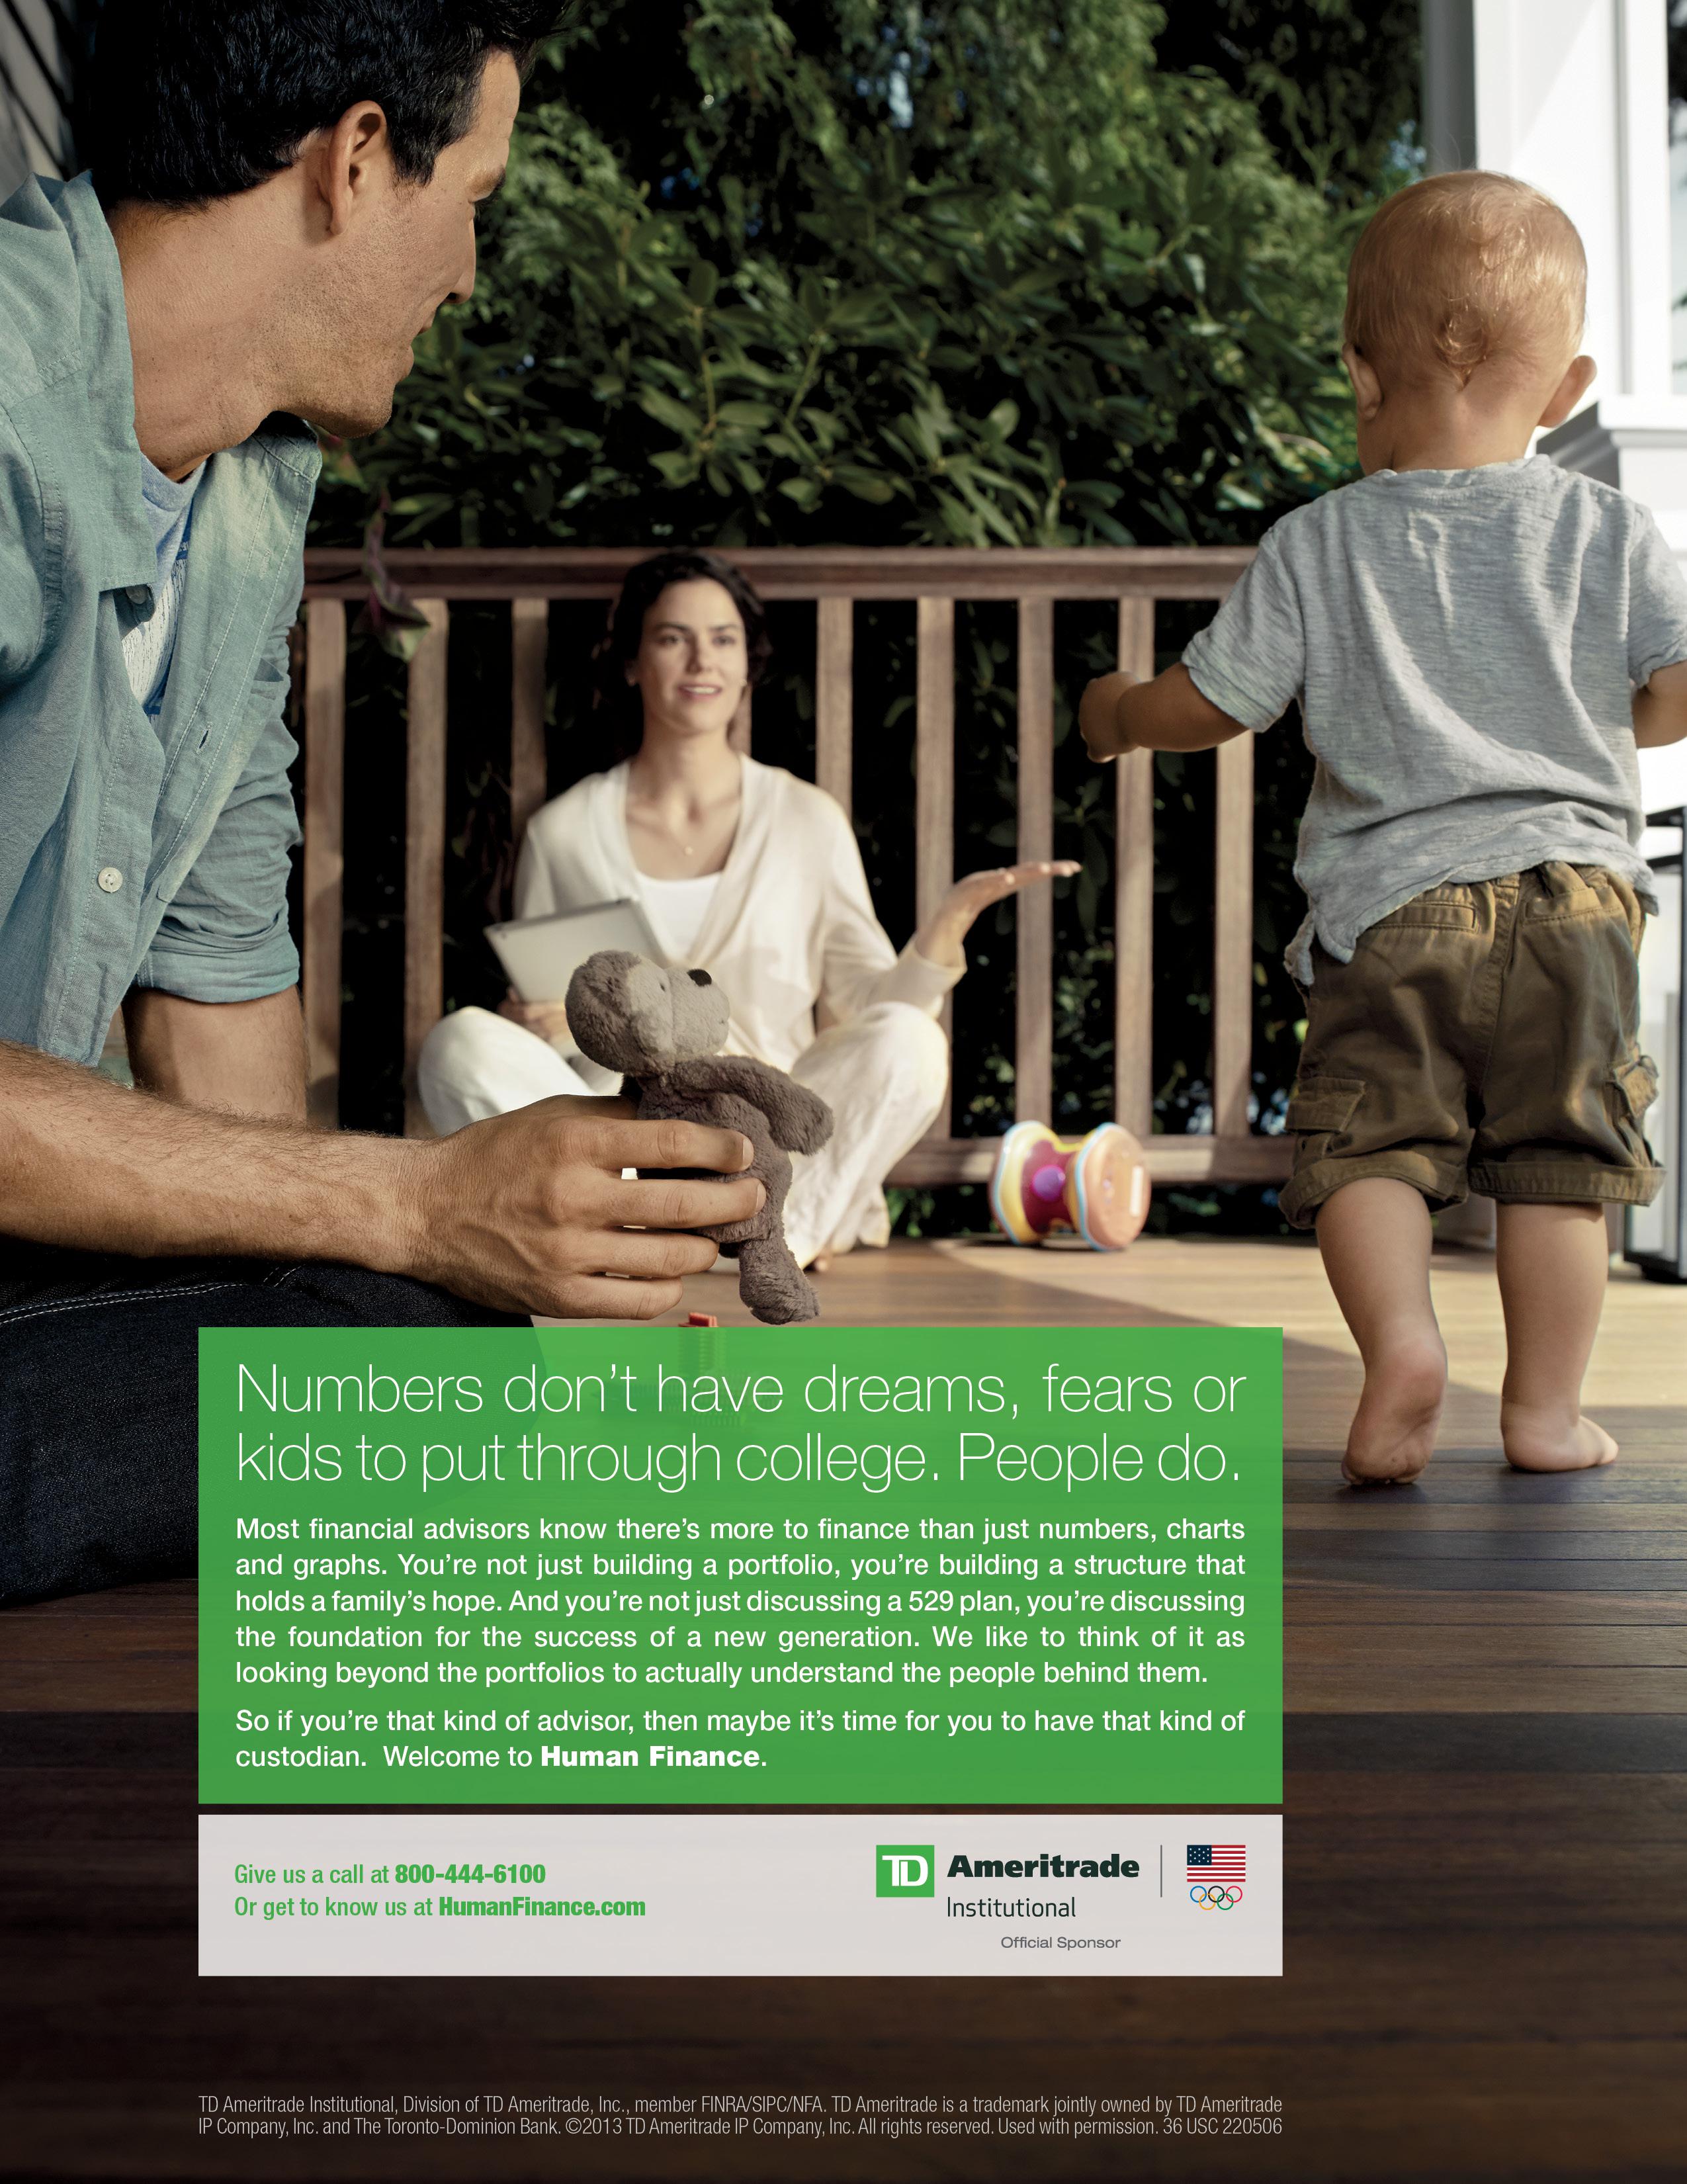 Numbers don’t have dreams, fears or
kids to put through college. People do.
Most financial advisors know there’s more to finance than just numbers, charts
and graphs. You’re not just building a portfolio, you’re building a structure that
holds a family’s hope. And you’re not just discussing a 529 plan, you’re discussing
the foundation for the success of a new generation. We like to think of it as
looking beyond the portfolios to actually understand the people behind them.
So if you’re that kind of advisor, then maybe it’s time for you to have that kind of
custodian.  Welcome to Human Finance.
Give us a call at 800-444-6100
Or get to know us at HumanFinance.com
TD Ameritrade
Institutional
Official Sponsor
TD Ameritrade Institutional, Division of TD Ameritrade, Inc., member FINRA/SIPC/NFA. TD Ameritrade is a trademark jointly owned by TD Ameritrade
IP Company, Inc. and The Toronto-Dominion Bank. ©2013 TD Ameritrade IP Company, Inc. All rights reserved. Used with permission. 36 USC 220506